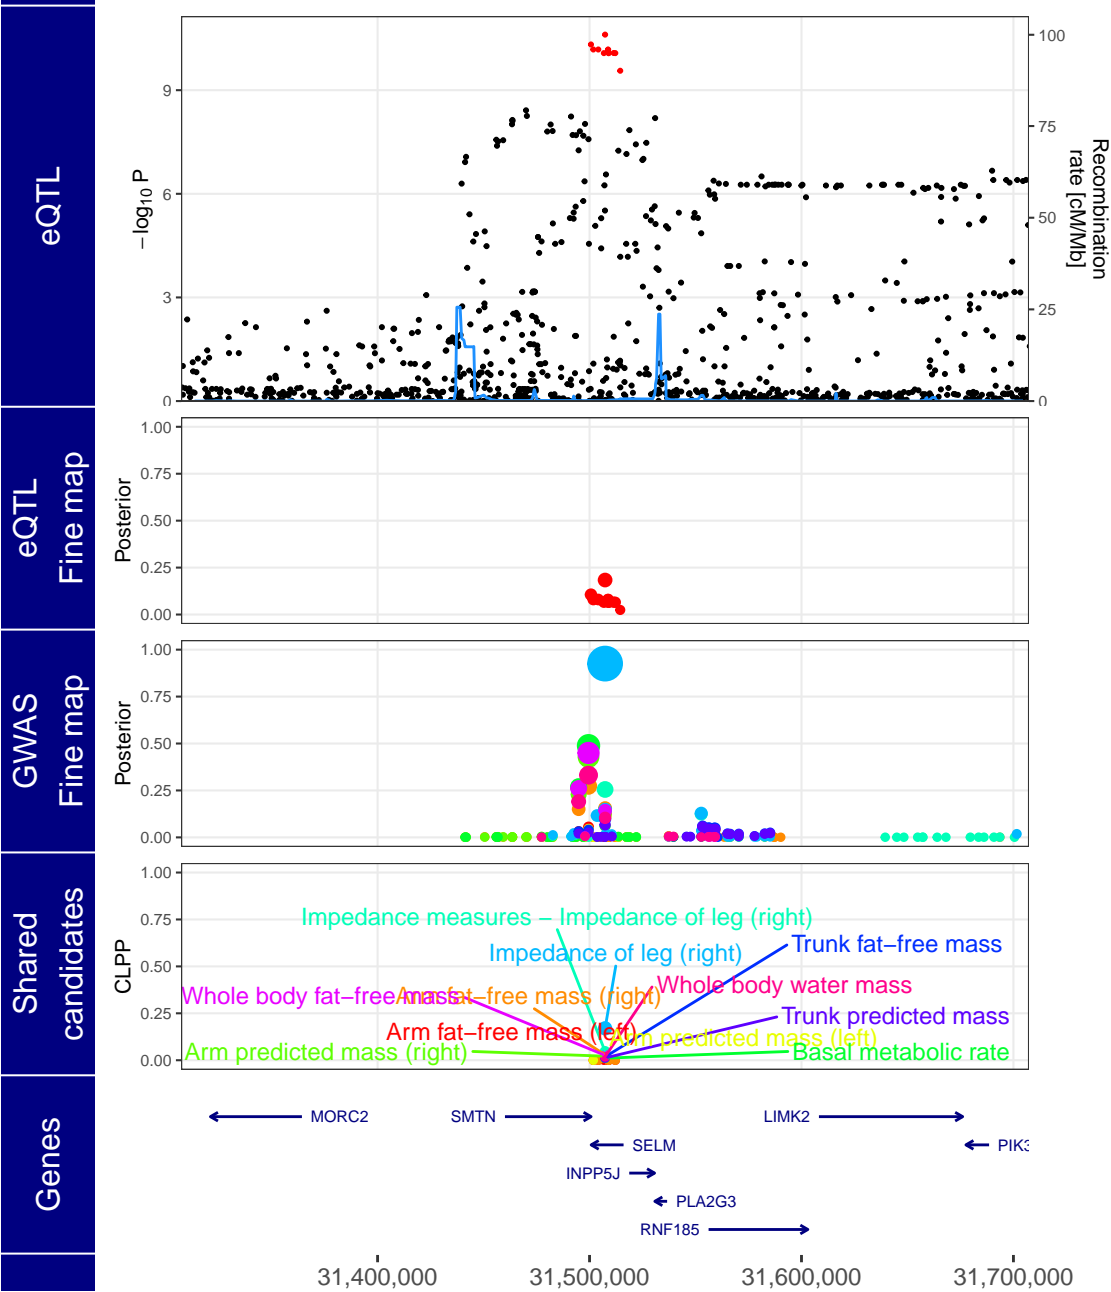 eQTL
−log10 P
9
6
3
0
100
75
50
25
0
Recombination
rate [cM/Mb]
eQTL
Fine map
Posterior
1.00
0.75
0.50
0.25
0.00
GWAS
Fine map
Posterior
1.00
0.75
0.50
0.25
0.00
Shared
candidates
CLPP
1.00
0.75
0.50
0.25
0.00
Impedance measures − Impedance of leg (right)
Trunk fat−free mass
Impedance of leg (right)
Whole body water mass
Whole body fat−free mass
Arm fat−free mass (right)
Trunk predicted mass
Arm fat−free mass (left)
Arm predicted mass (left)
Arm predicted mass (right)
Basal metabolic rate
Genes
MORC2
SMTN
LIMK2
SELM
PIK3
INPP5J
PLA2G3
RNF185
31,400,000
31,500,000
31,600,000
31,700,000